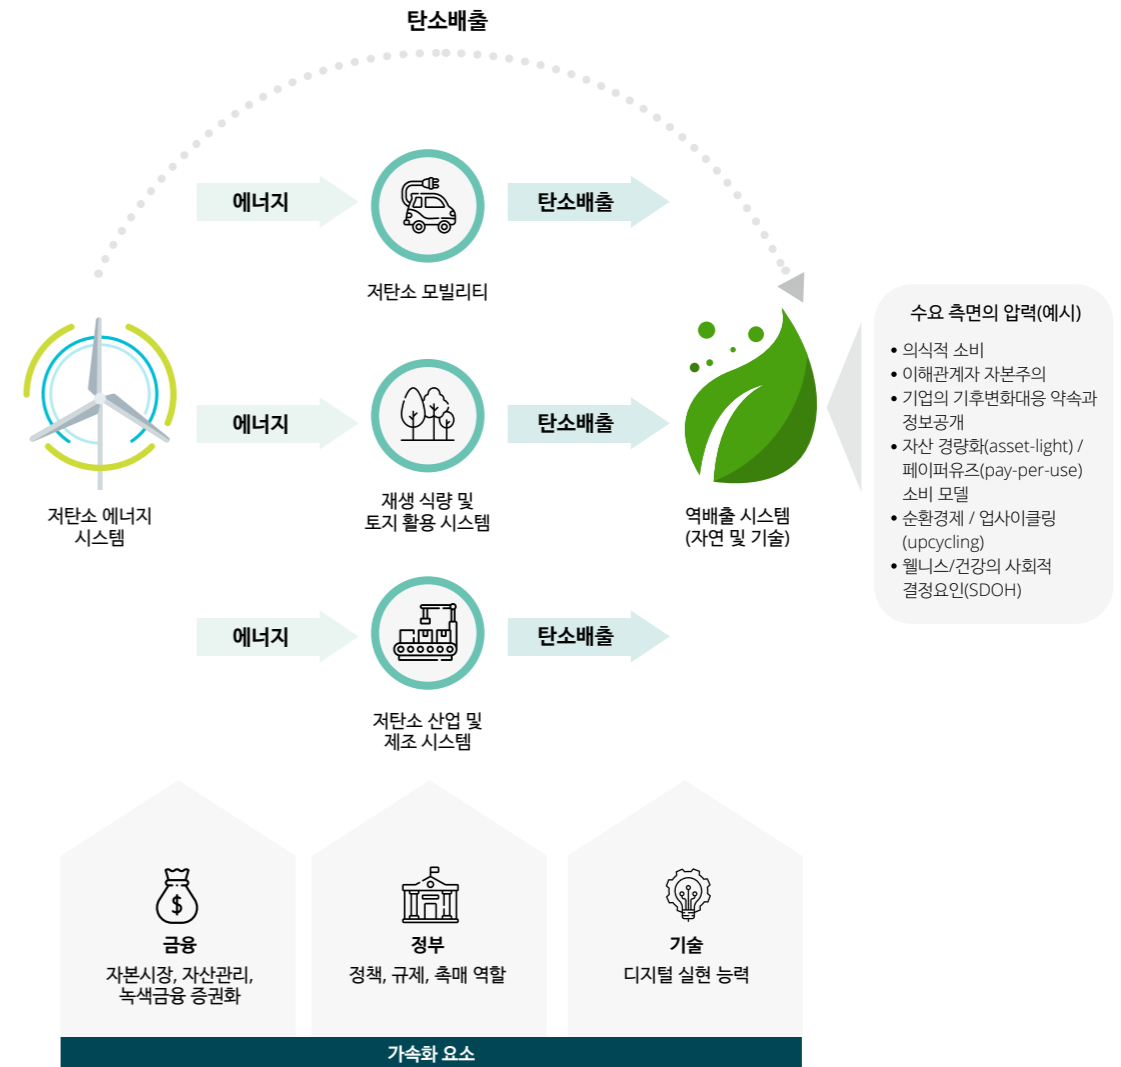 탄소배출
에너지
탄소배출
저탄소 모빌리티
에너지
탄소배출
저탄소 에너지
시스템
재생 식량 및
토지 활용 시스템
역배출 시스템
(자연 및 기술)
에너지
탄소배출
저탄소 산업 및
제조 시스템
수요 측면의 압력(예시)
• 의식적 소비
• 이해관계자 자본주의
• 기업의 기후변화대응 약속과
정보공개
• 자산 경량화(asset-light) /
페이퍼유즈(pay-per-use)
소비 모델
• 순환경제 / 업사이클링
(upcycling)
• 웰니스/건강의 사회적
결정요인(SDOH)
$
금융
자본시장, 자산관리,
녹색금융 증권화
정부
정책, 규제, 촉매 역할
기술
디지털 실현 능력
가속화 요소